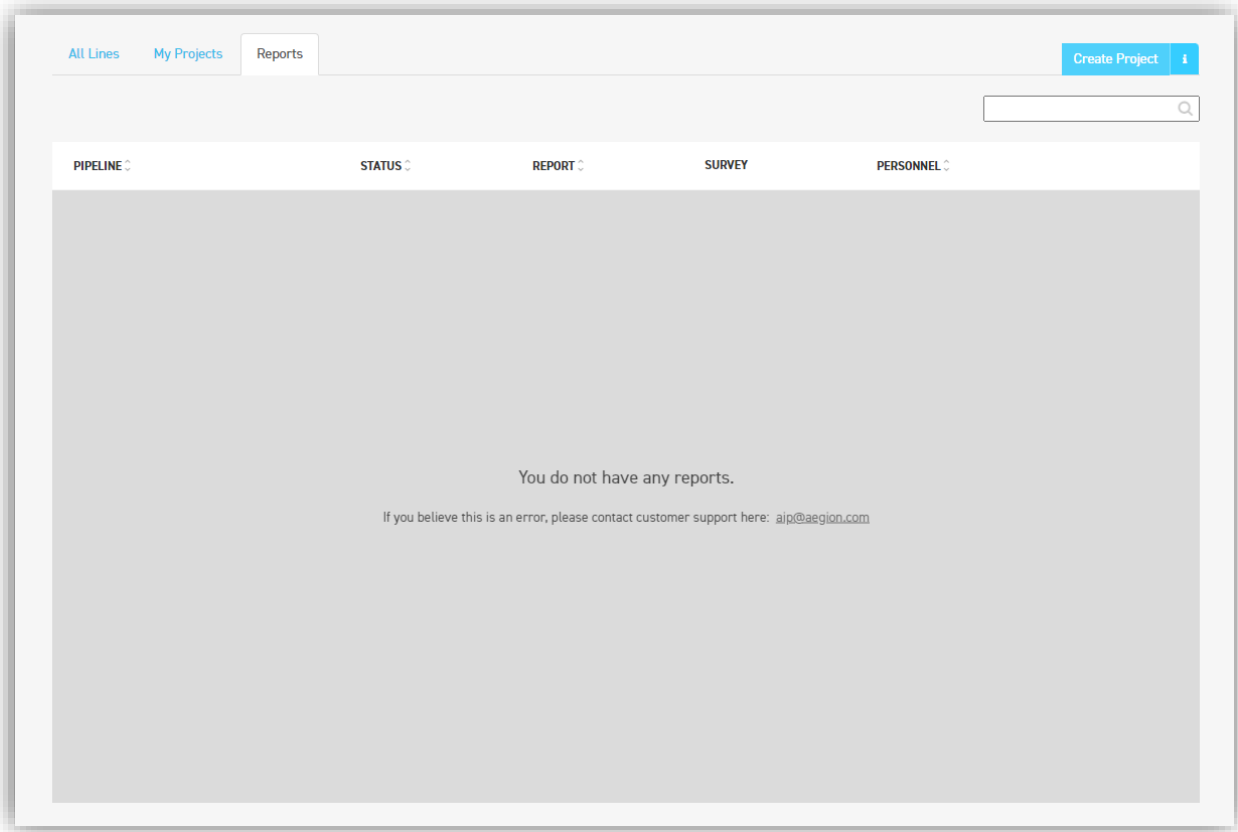 All Lines My Projects Reports
Create Project i
PIPELINE STATUS REPORT SURVEY PERSONNEL
You do not have any reports.
If you believe this is an error, please contact customer support here: aip@aegion.com